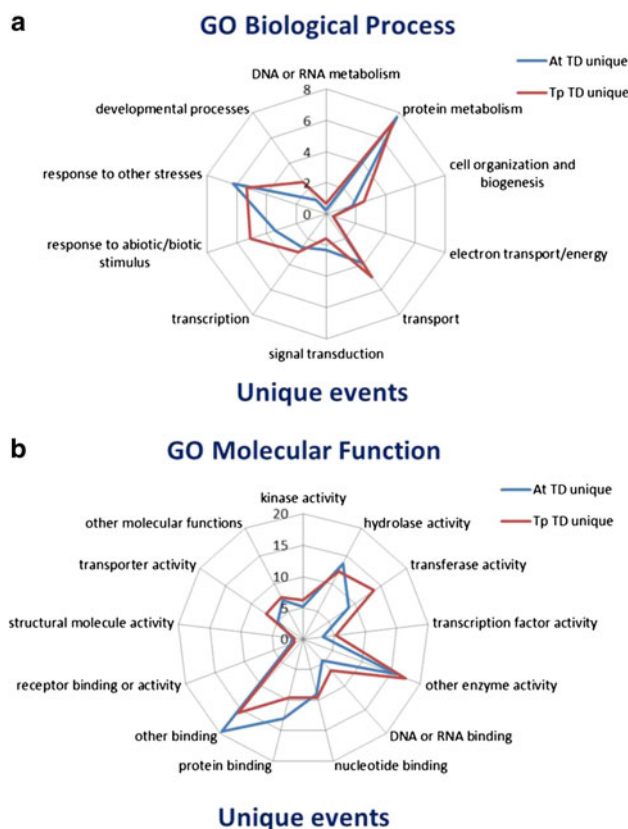 a
GO Biological Process
At TD unique
Tp TD unique
DNA or RNA metabolism
protein metabolism
cell organization and
biogenesis
electron transport/energy
transport
signal transduction
transcription
response to abiotic/biotic
stimulus
response to other stresses
developmental processes
8
6
4
2
0
Unique events
b
GO Molecular Function
At TD unique
Tp TD unique
kinase activity
hydrolase activity
transferase activity
transcription factor activity
other enzyme activity
DNA or RNA binding
nucleotide binding
protein binding
other binding
receptor binding or activity
structural molecule activity
transporter activity
other molecular functions
20
15
10
5
0
Unique events